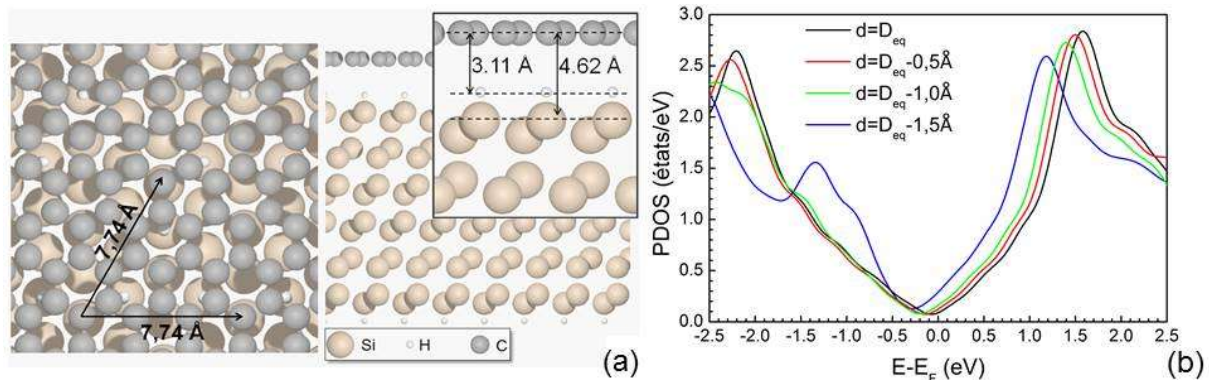 7,74 Å
7,74 Å
3.11 Å
4.62 Å
Si
H
C
(a)
PDOS (états/eV)
3.0
2.5
2.0
1.5
1.0
0.5
0.0
d=Deq
d=Deq-0,5Å
d=Deq-1,0Å
d=Deq-1,5Å
-2.5 -2.0 -1.5 -1.0 -0.5 0.0 0.5 1.0 1.5 2.0 2.5
E-EF (eV)
(b)